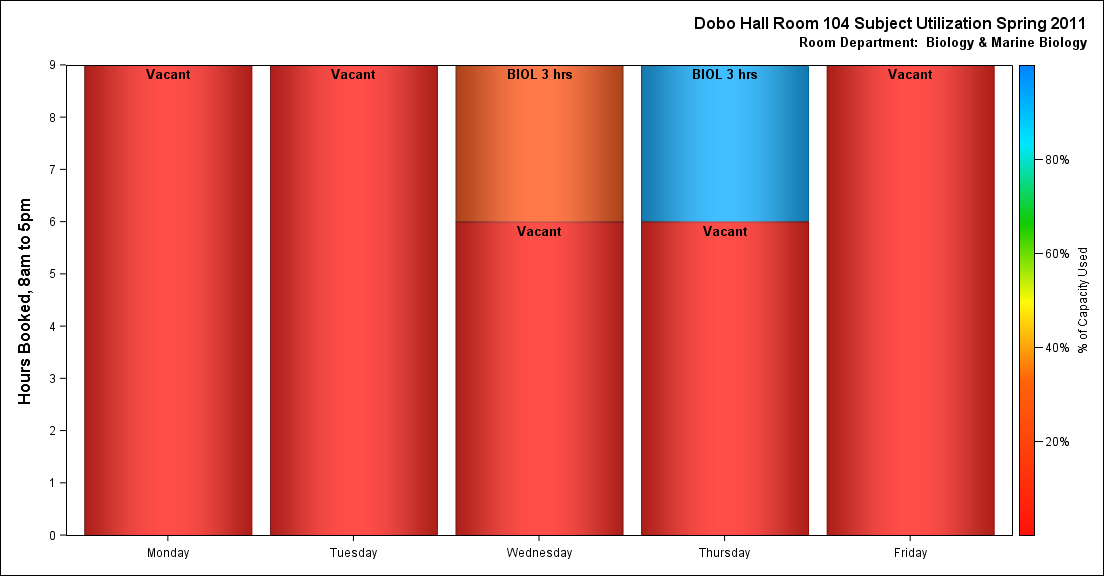 Dobo Hall Room 104 Subject Utilization Spring 2011
Room Department: Biology & Marine Biology
Hours Booked, 8am to 5pm
9
8
7
6
5
4
3
2
1
0
Vacant
Vacant
BIOL 3 hrs
BIOL 3 hrs
Vacant
Vacant
Vacant
Monday
Tuesday
Wednesday
Thursday
Friday
80%
60%
40%
20%
% of Capacity Used